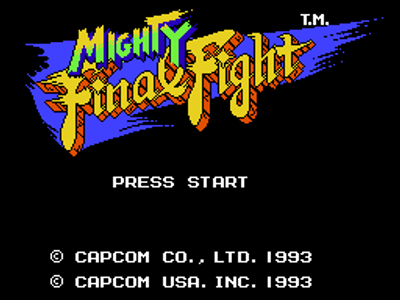 T.M.
MIGHTY
Final Fight
PRESS START
© CAPCOM CO., LTD. 1993
© CAPCOM USA. INC. 1993